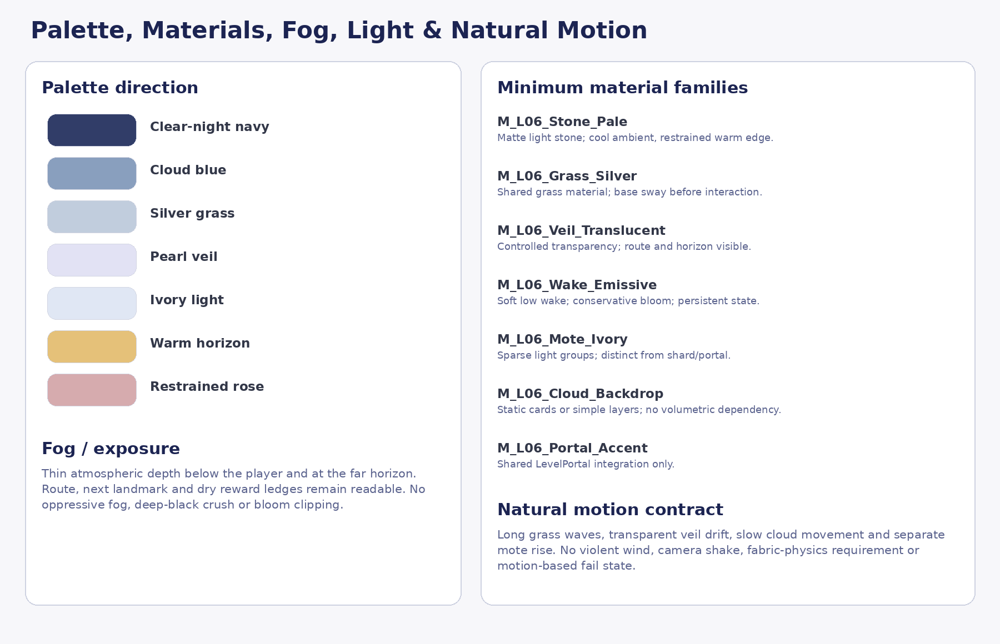 Palette, Materials, Fog, Light & Natural Motion
Palette direction
Clear-night navy
Cloud blue
Silver grass
Pearl veil
Ivory light
Warm horizon
Restrained rose
Fog / exposure
Thin atmospheric depth below the player and at the far horizon.
Route, next landmark and dry reward ledges remain readable. No
oppressive fog, deep-black crush or bloom clipping.
Minimum material families
M_L06_Stone_Pale
Matte light stone; cool ambient, restrained warm edge.
M_L06_Grass_Silver
Shared grass material; base sway before interaction.
M_L06_Veil_Translucent
Controlled transparency; route and horizon visible.
M_L06_Wake_Emissive
Soft low wake; conservative bloom; persistent state.
M_L06_Mote_Ivory
Sparse light groups; distinct from shard/portal.
M_L06_Cloud_Backdrop
Static cards or simple layers; no volumetric dependency.
M_L06_Portal_Accent
Shared LevelPortal integration only.
Natural motion contract
Long grass waves, transparent veil drift, slow cloud movement and separate
mote rise. No violent wind, camera shake, fabric-physics requirement or
motion-based fail state.